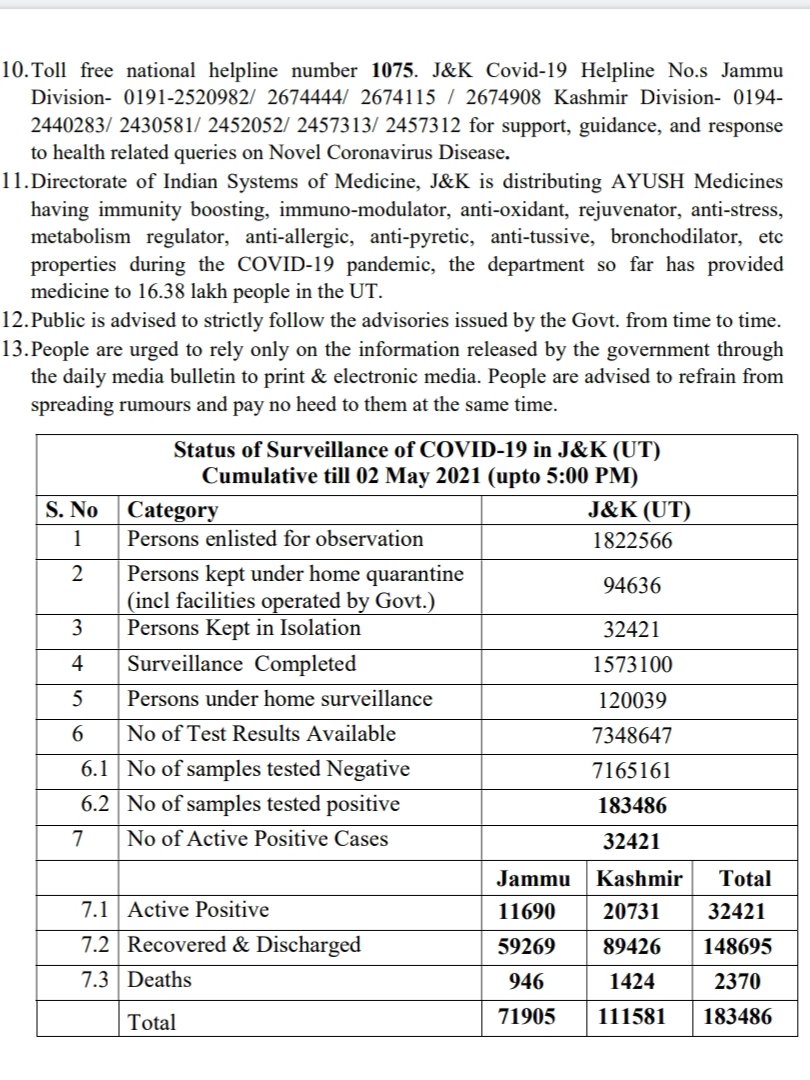 10. Toll free national helpline number 1075. J&K Covid-19 Helpline No.s Jammu
Division- 0191-2520982/ 2674444/ 2674115 / 2674908 Kashmir Division- 0194-
2440283/ 2430581/ 2452052/ 2457313/ 2457312 for support, guidance, and response
to health related queries on Novel Coronavirus Disease.
11. Directorate of Indian Systems of Medicine, J&K is distributing AYUSH Medicines
having immunity boosting, immuno-modulator, anti-oxidant, rejuvenator, anti-stress,
metabolism regulator, anti-allergic, anti-pyretic, anti-tussive, bronchodilator, etc
properties during the COVID-19 pandemic, the department so far has provided
medicine to 16.38 lakh people in the UT.
12. Public is advised to strictly follow the advisories issued by the Govt. from time to time.
13. People are urged to rely only on the information released by the government through
the daily media bulletin to print & electronic media. People are advised to refrain from
spreading rumours and pay no heed to them at the same time.
Status of Surveillance of COVID-19 in J&K (UT)
Cumulative till 02 May 2021 (upto 5:00 PM)
S. No Category J&K (UT)
1 Persons enlisted for observation 1822566
2 Persons kept under home quarantine
(incl facilities operated by Govt.) 94636
3 Persons Kept in Isolation 32421
4 Surveillance Completed 1573100
5 Persons under home surveillance 120039
6 No of Test Results Available 7348647
6.1 No of samples tested Negative 7165161
6.2 No of samples tested positive 183486
7 No of Active Positive Cases 32421
Jammu Kashmir Total
7.1 Active Positive 11690 20731 32421
7.2 Recovered & Discharged 59269 89426 148695
7.3 Deaths 946 1424 2370
Total 71905 111581 183486